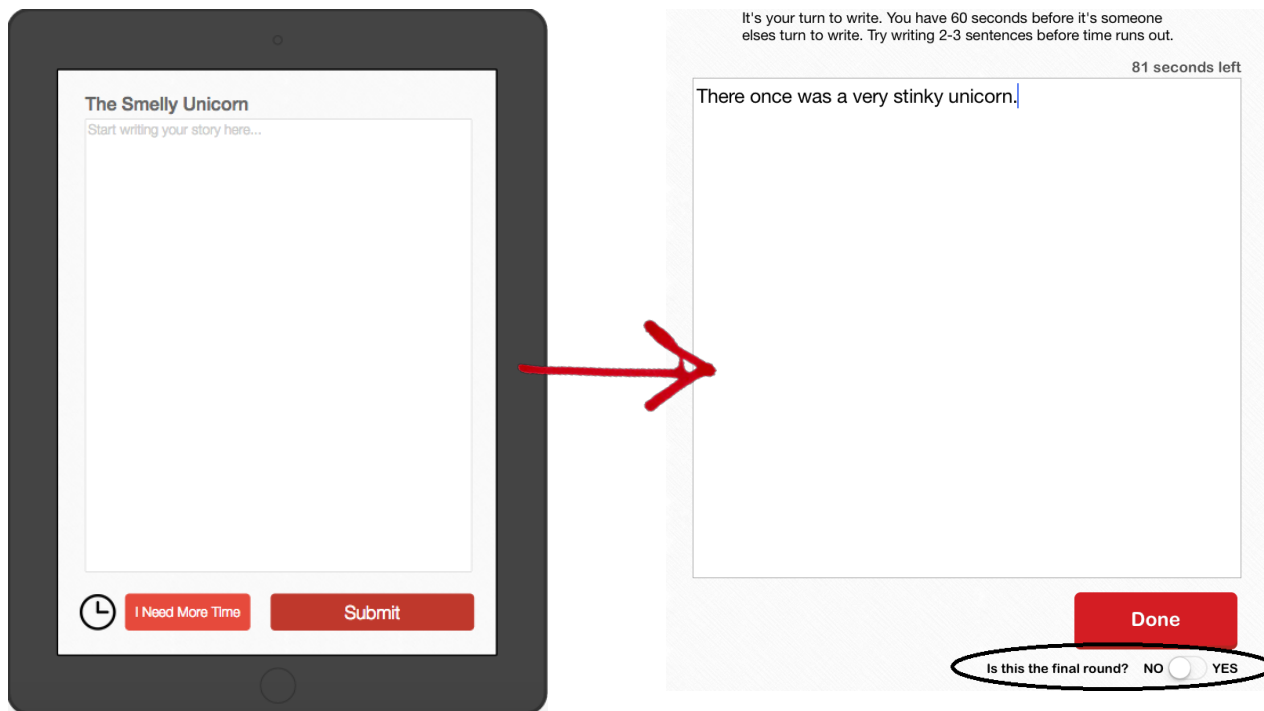 The Smelly Unicorn
Start writing your story here...
I Need More Time
Submit
It's your turn to write. You have 60 seconds before it's someone
elses turn to write. Try writing 2-3 sentences before time runs out.
81 seconds left
There once was a very stinky unicorn.
Done
Is this the final round? NO YES